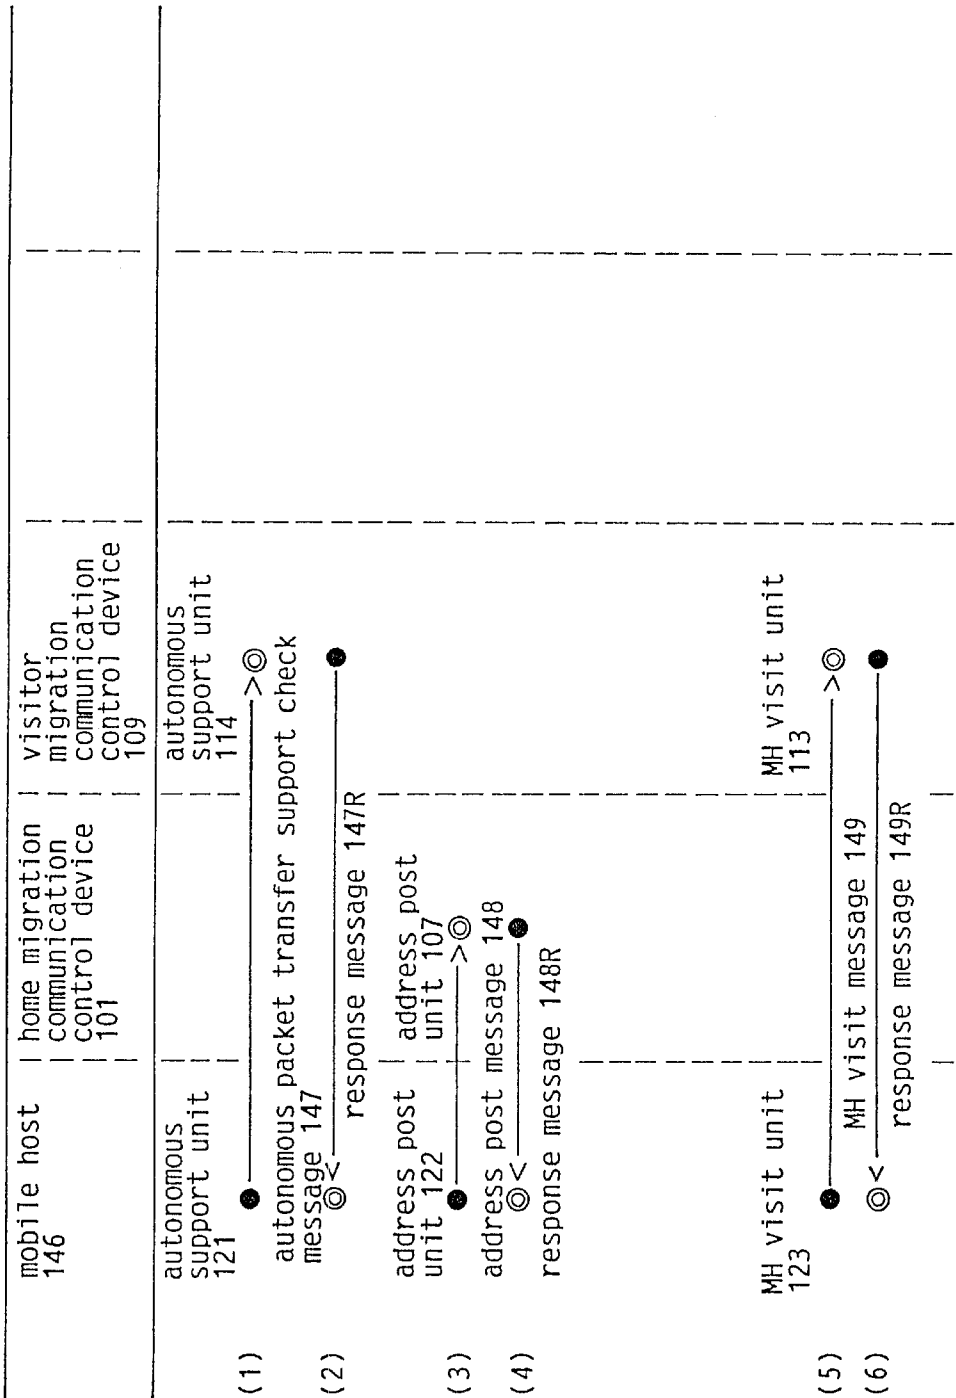 mobile host
146
home migration
communication
control device
101
visitor
migration
communication
control device
109
autonomous
support unit
121
autonomous
support unit
114
(1)
autonomous packet transfer support check
message 147
(2)
response message 147R
address post
unit 122
address post
unit 107
(3)
address post message 148
(4)
response message 148R
MH visit unit
123
MH visit unit
113
(5)
MH visit message 149
(6)
response message 149R